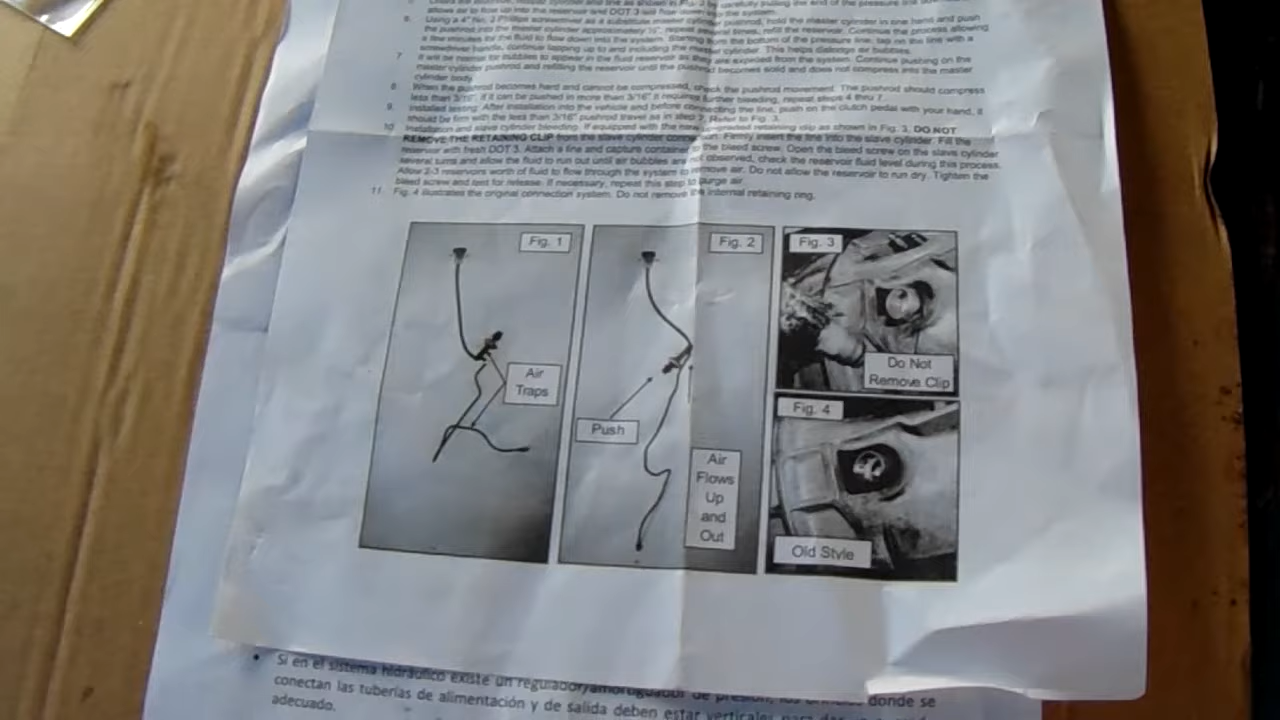 allows air to flow up into the reservoir and DOT 3 will flow the system.
6. Using a 4" No. 2 Phillips screwdriver as a substitute master pushrod, hold the master cylinder in one hand and push
the pushrod into the master cylinder approximately ½", repeat several times, refill the reservoir. Continue the process allowing
a few minutes for the fluid to flow down into the system. Starting from the bottom of the pressure line, tap on the line with a
screwdriver handle, continue tapping up to and including the master cylinder. This helps dislodge air bubbles.
7. It will be normal for bubbles to appear in the fluid reservoir as they are expelled from the system. Continue pushing on the
master cylinder pushrod and refilling the reservoir until the pushrod becomes solid and does not compress into the master
cylinder body.
8. When the pushrod becomes hard and cannot be compressed, check the pushrod movement. The pushrod should compress
less than 3/16". If it can be pushed in more than 3/16" it requires further bleeding, repeat steps 4 thru 7.
9. Installed testing: After installation into the vehicle and before connecting the line, push on the clutch pedal with your hand, it
should be firm with the less than 3/16" pushrod travel as in step Refer to Fig. 3.
10. Installation and slave cylinder bleeding. If equipped with the retaining clip as shown in Fig. 3, DO NOT
REMOVE THE RETAINING CLIP from the slave cylinder Firmly insert the line into the slave cylinder. Fill the
reservoir with fresh DOT 3. Attach a line and capture container to the bleed screw. Open the bleed screw on the slave cylinder
several turns and allow the fluid to run out until air bubbles are not observed, check the reservoir fluid level during this process.
Allow 2-3 reservoirs worth of fluid to flow through the system to remove air. Do not allow the reservoir to run dry. Tighten the
bleed screw and test for release. If necessary, repeat this step to purge air.
11. Fig. 4 illustrates the original connection system. Do not remove the internal retaining ring.
Fig. 1
Air
Traps
Fig. 2
Push
Air
Flows
Up
and
Out
Fig. 3
Do Not
Remove Clip
Fig. 4
Old Style
• Si en el sistema hidráulico existe un regulador/amortiguador de presión, los donde se
conectan las tuberías de alimentación y de salida deben estar verticales para
adecuado.